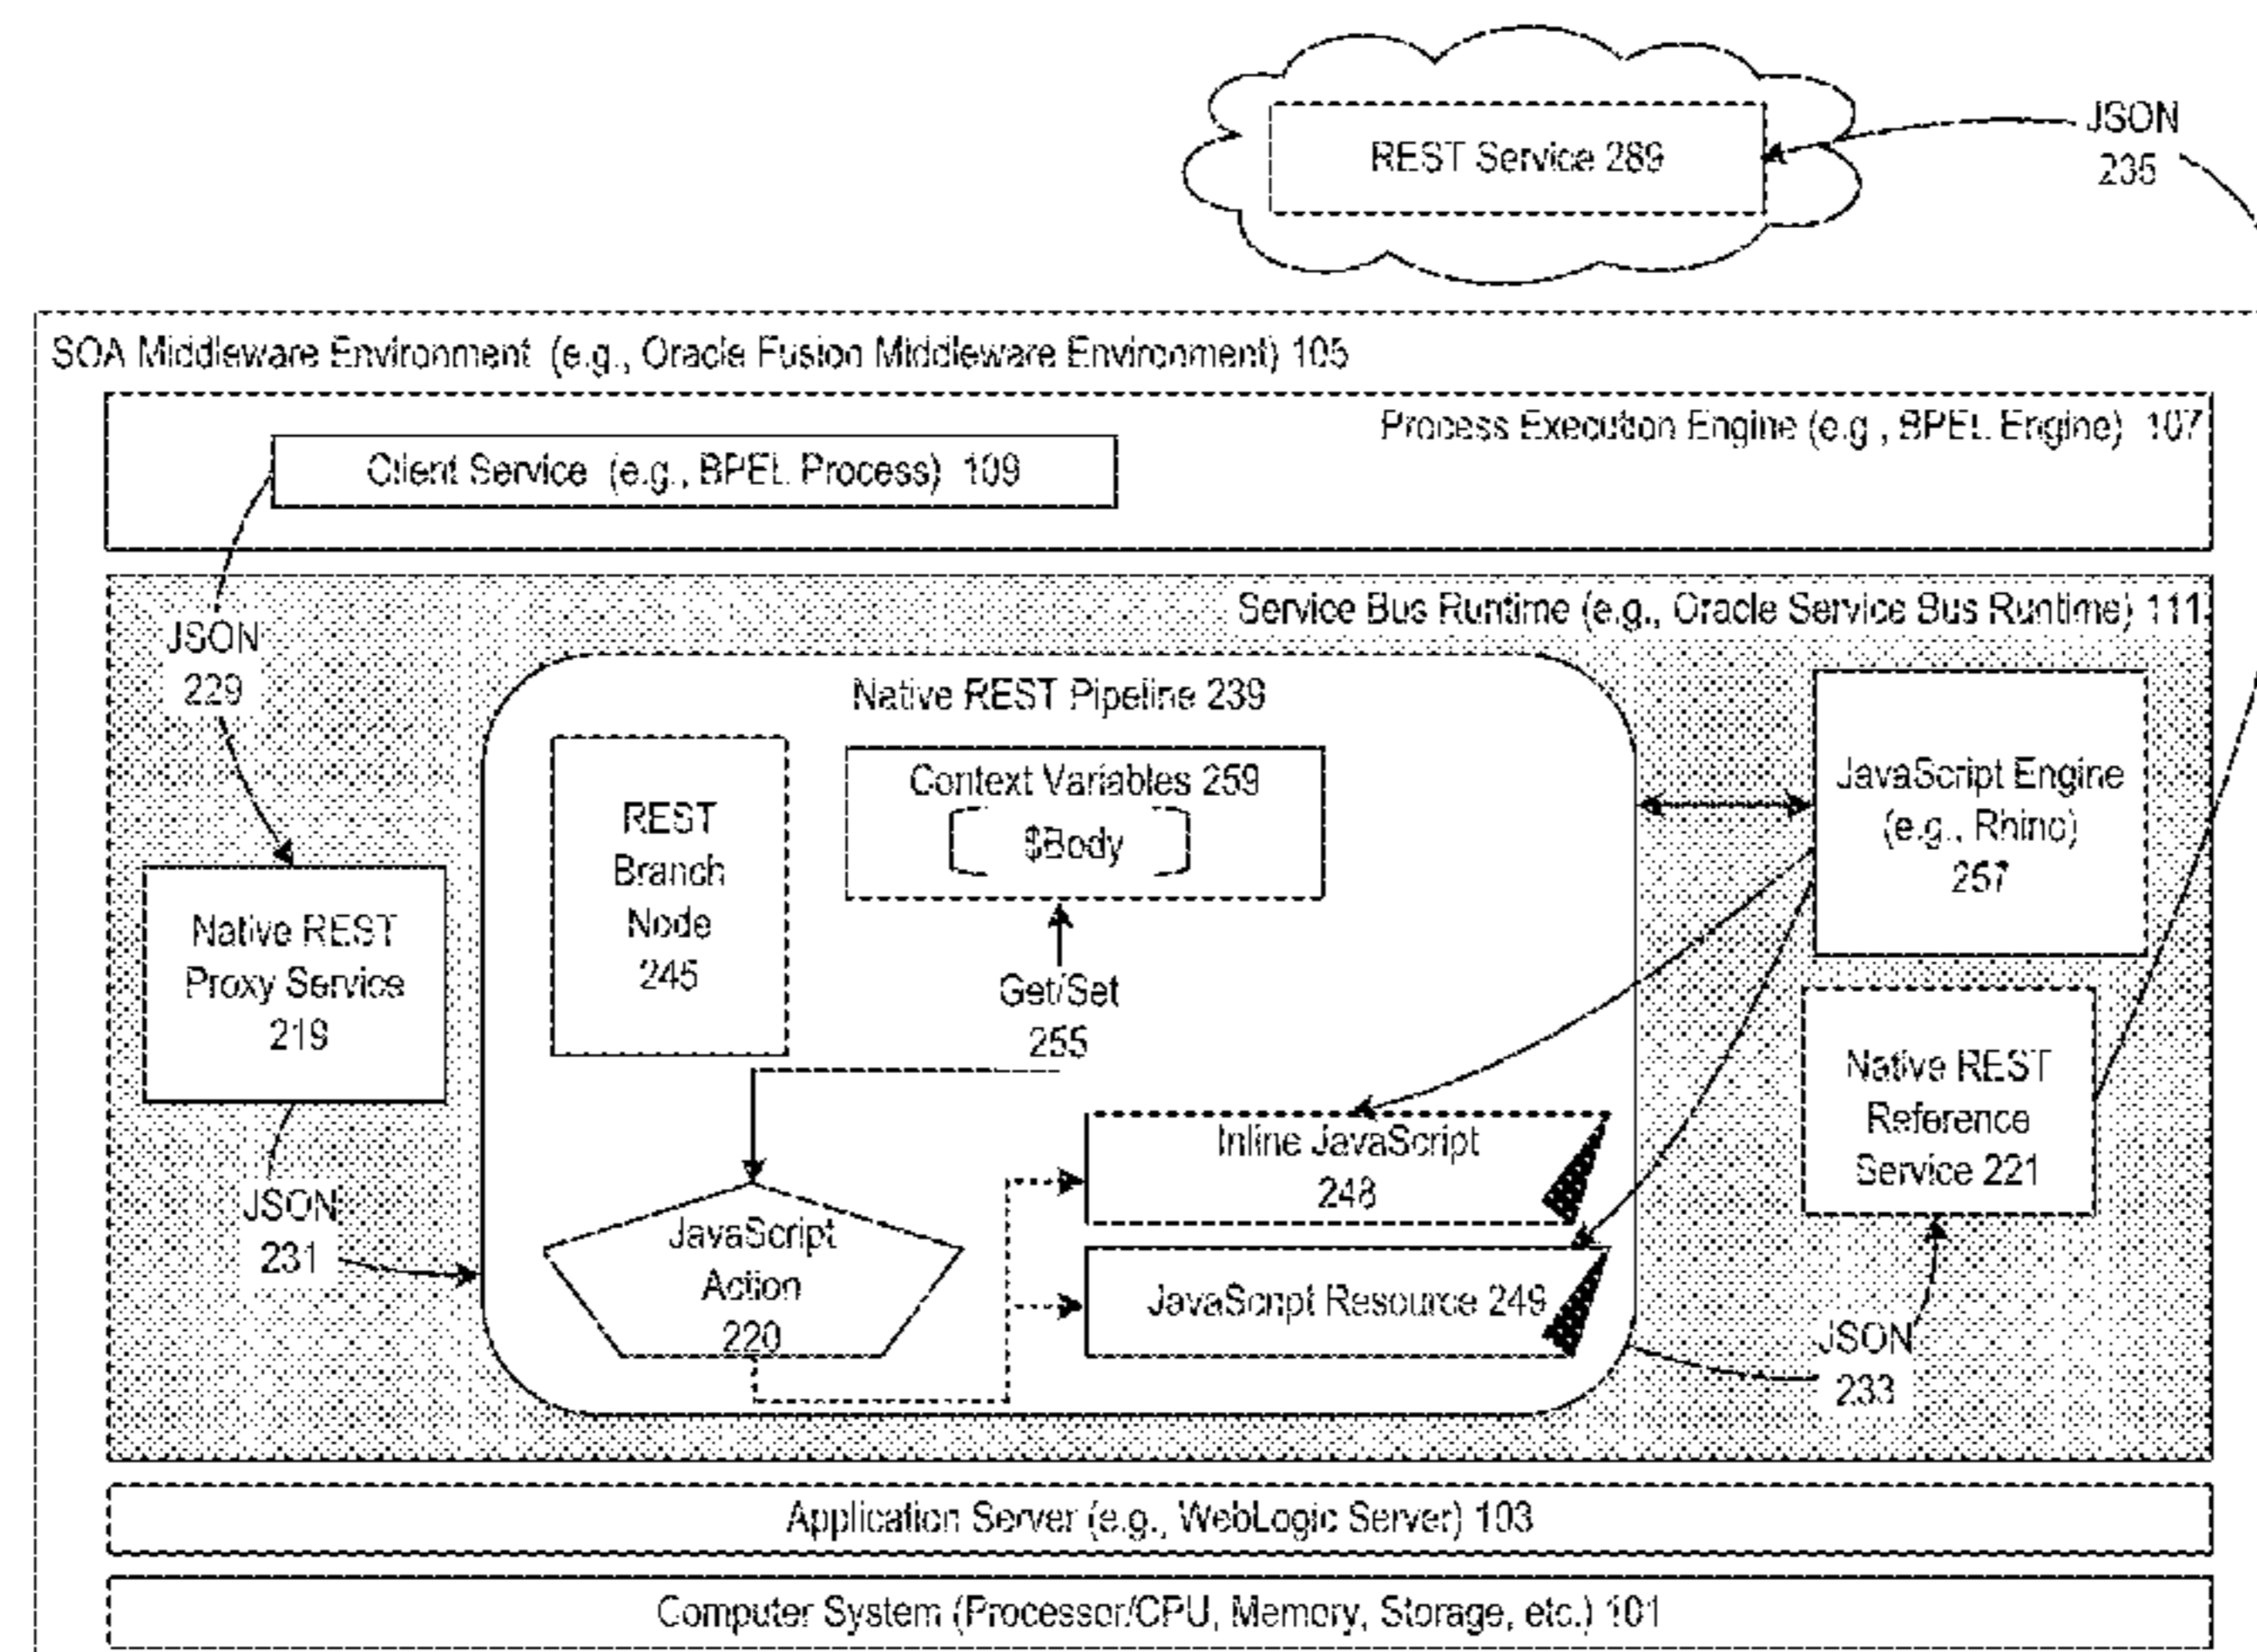 REST Service 289
JSON
235
SOA Middleware Environment (e.g., Oracle Fusion Middleware Environment) 105
Process Execution Engine (e.g., BPEL Engine) 107
Client Service (e.g., BPEL Process) 109
Service Bus Runtime (e.g., Oracle Service Bus Runtime) 111
JSON
229
Native REST Pipeline 239
REST
Branch
Node
245
Context Variables 259
$Body
Get/Set
255
JavaScript Engine
(e.g., Rhino)
257
Native REST
Proxy Service
219
Native REST
Reference
Service 221
JSON
231
JavaScript
Action
220
Inline JavaScript
248
JavaScript Resource 249
JSON
233
Application Server (e.g., WebLogic Server) 103
Computer System (Processor/CPU, Memory, Storage, etc.) 101